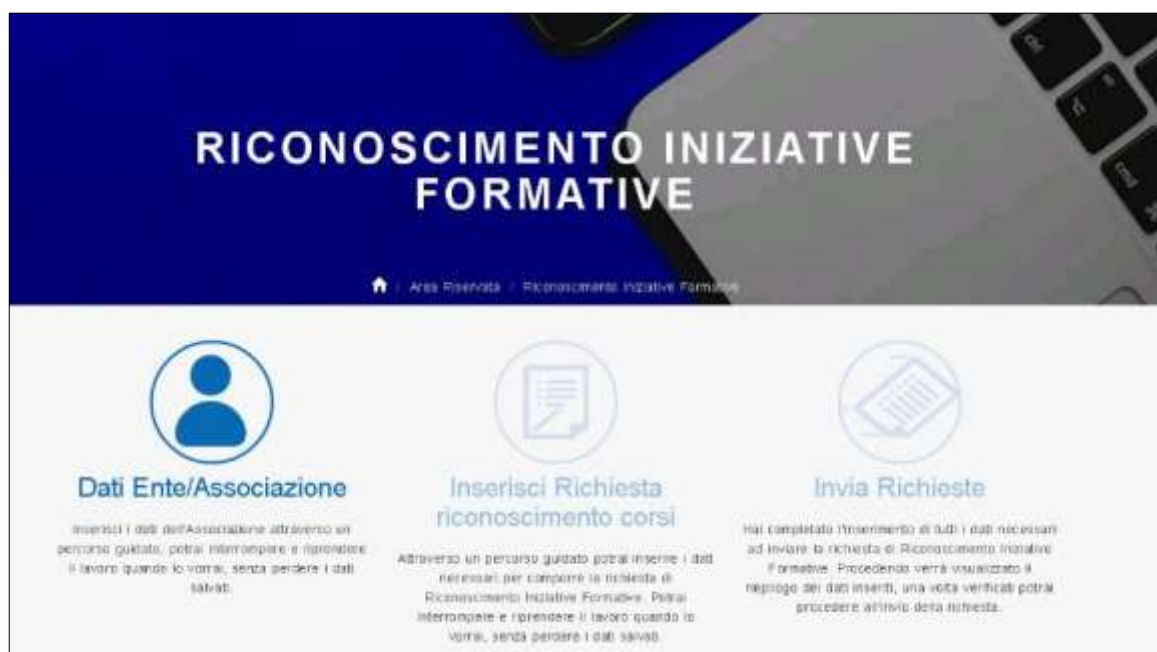 RICONOSCIMENTO INIZIATIVE
FORMATIVE
/ Area Riservata / Riconoscimento Iniziative Formative
ctrl
cmd
Dati Ente/Associazione
Inserisci i dati dell'Associazione attraverso un
percorso guidato, potrai interrompere e riprendere
il lavoro quando lo vorrai, senza perdere i dati
salvati.
Inserisci Richiesta
riconoscimento corsi
Attraverso un percorso guidato potrai inserire i dati
necessari per comporre la richiesta di
Riconoscimento Iniziative Formative. Potrai
interrompere e riprendere il lavoro quando lo
vorrai, senza perdere i dati salvati.
Invia Richieste
Hai completato l'inserimento di tutti i dati necessari
ad inviare la richiesta di Riconoscimento Iniziative
Formative. Procedendo verrà visualizzato il
riepilogo dei dati inseriti, una volta verificati potrai
procedere all'invio della richiesta.